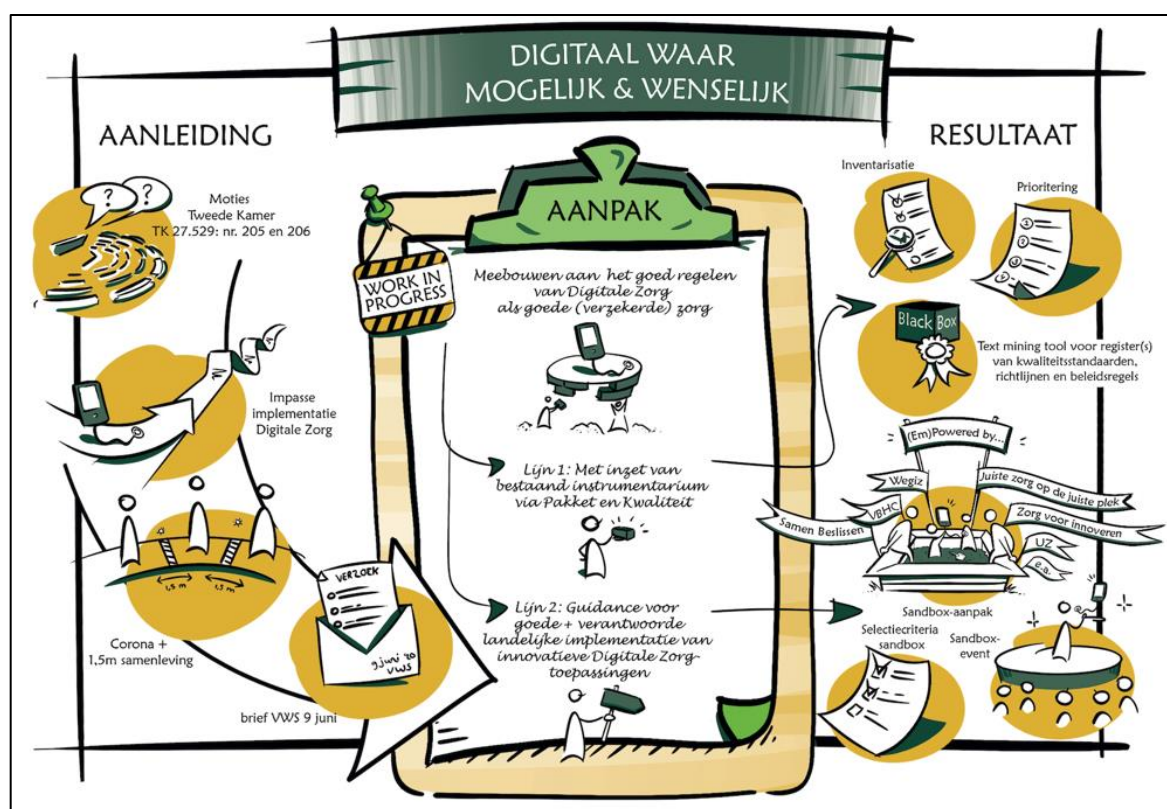 DIGITAAL WAAR
MOGELIJK & WENSELIJK
AANLEIDING
?
?
Moties
Tweede Kamer
TK 27.529: nr. 205 en 206
Impasse
implementatie
Digitale Zorg
1,5 m
1,5 m
Corona +
1,5m samenleving
VERZOEK
9 juni 20
VWS
brief VWS 9 juni
WORK IN
PROGRESS
AANPAK
Meebouwen aan het goed regelen
van Digitale Zorg
als goede (verzekerde) zorg
Lijn 1: Met inzet van
bestaand instrumentarium
via Pakket en Kwaliteit
Lijn 2: Guidance voor
goede + verantwoorde
landelijke implementatie van
innovatieve Digitale Zorg-
toepassingen
RESULTAAT
Inventarisatie
Prioritering
1
2
3
Black Box
Text mining tool voor register(s)
van kwaliteitsstandaarden,
richtlijnen en beleidsregels
(Em)Powered by...
Wegiz
VBHC
Samen Beslissen
Juiste zorg op de juiste plek
Zorg voor innoveren
UZ
e.a.
Sandbox-aanpak
Selectiecriteria
sandbox
Sandbox-
event